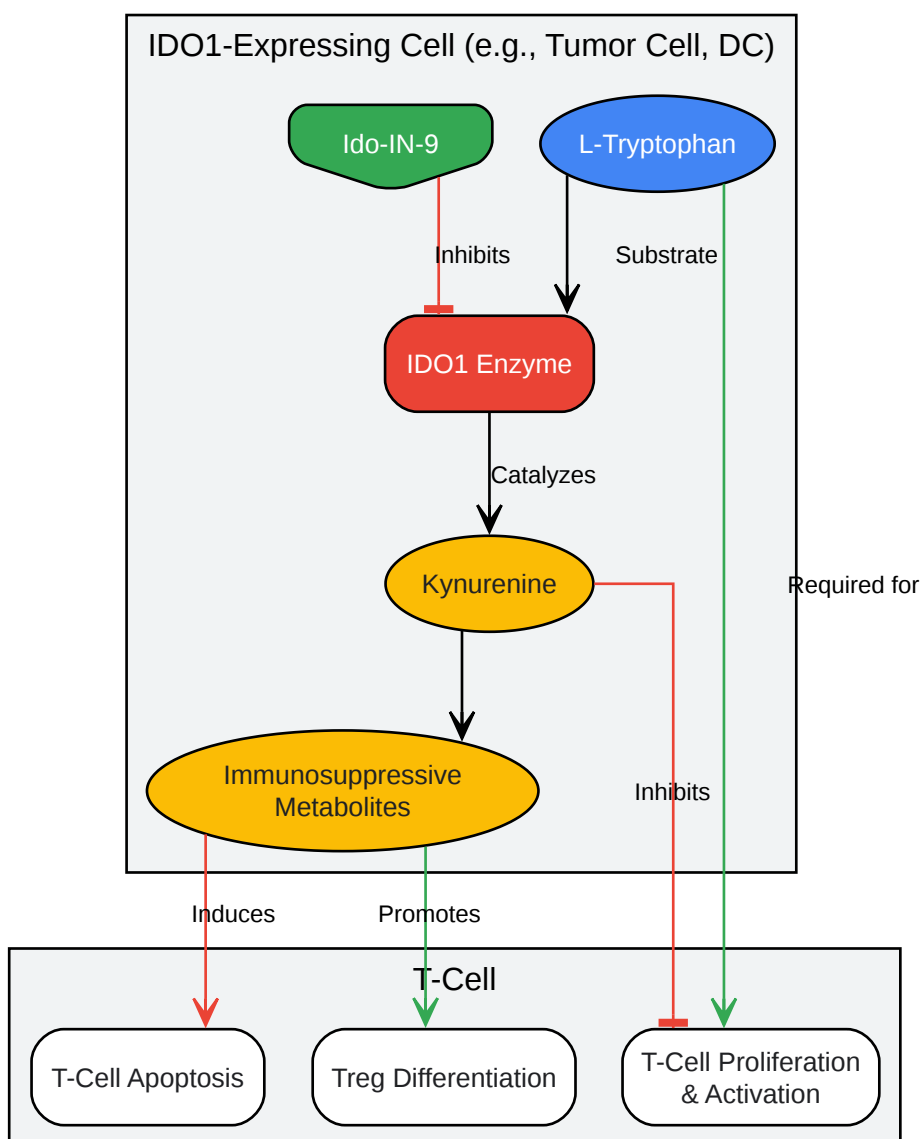 IDO1-Expressing Cell (e.g., Tumor Cell, DC)
Ido-IN-9
L-Tryptophan
Inhibits
Substrate
IDO1 Enzyme
Catalyzes
Kynurenine
Required for
Immunosuppressive
Metabolites
Inhibits
Induces
Promotes
T-Cell
T-Cell Apoptosis
Treg Differentiation
T-Cell Proliferation
& Activation